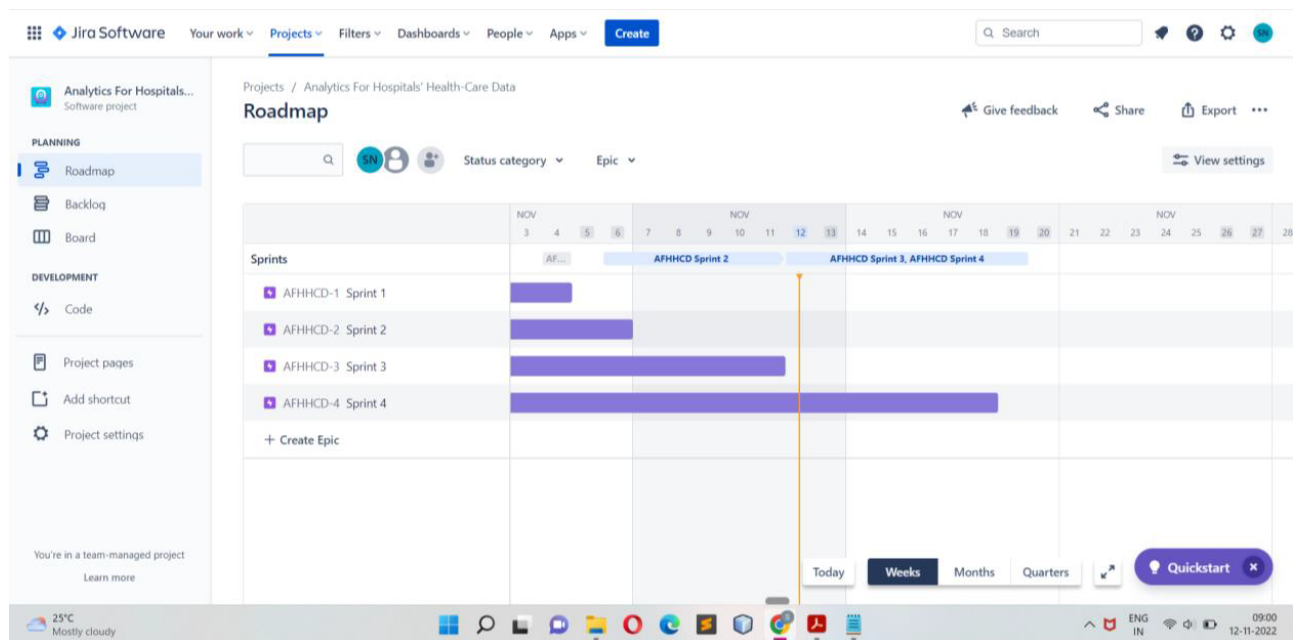 Jira Software Your work Projects Filters Dashboards People Apps Create Search SN
Analytics For Hospitals...
Software project
PLANNING
Roadmap
Backlog
Board
DEVELOPMENT
Code
Project pages
Add shortcut
Project settings
You're in a team-managed project
Learn more
Projects / Analytics For Hospitals' Health-Care Data
Roadmap
Give feedback Share Export
SN Status category Epic View settings
NOV NOV NOV NOV
3 4 5 6 7 8 9 10 11 12 13 14 15 16 17 18 19 20 21 22 23 24 25 26 27 28
Sprints AF... AFHHCD Sprint 2 AFHHCD Sprint 3, AFHHCD Sprint 4
AFHHCD-1 Sprint 1
AFHHCD-2 Sprint 2
AFHHCD-3 Sprint 3
AFHHCD-4 Sprint 4
+ Create Epic
Today Weeks Months Quarters Quickstart
25°C
Mostly cloudy
ENG
IN
09:00
12-11-2022